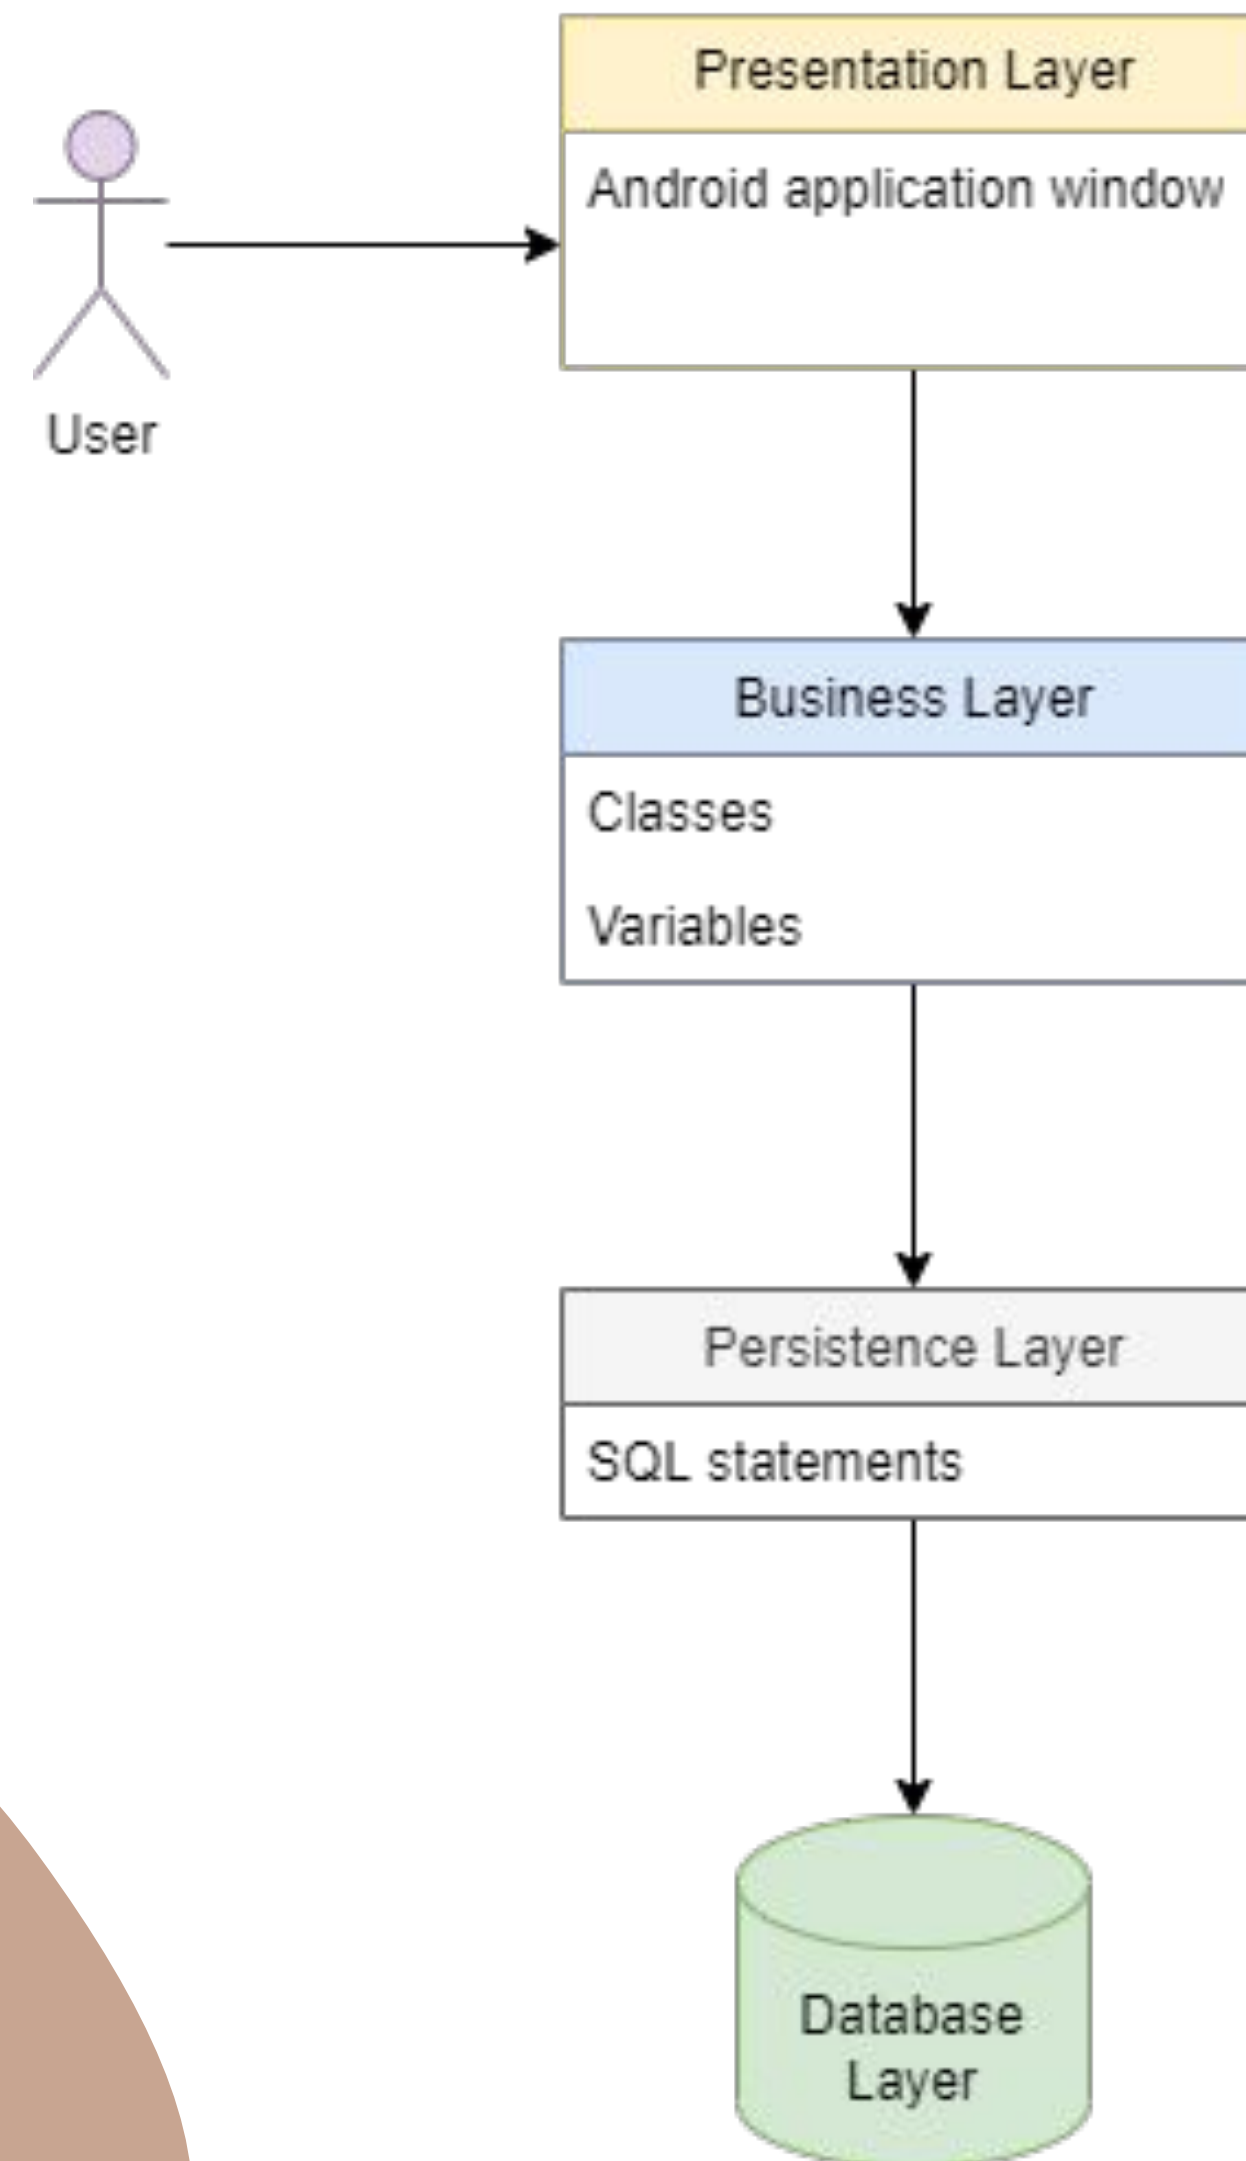 Presentation Layer
Android application window
User
Business Layer
Classes
Variables
Persistence Layer
SQL statements
Database
Layer